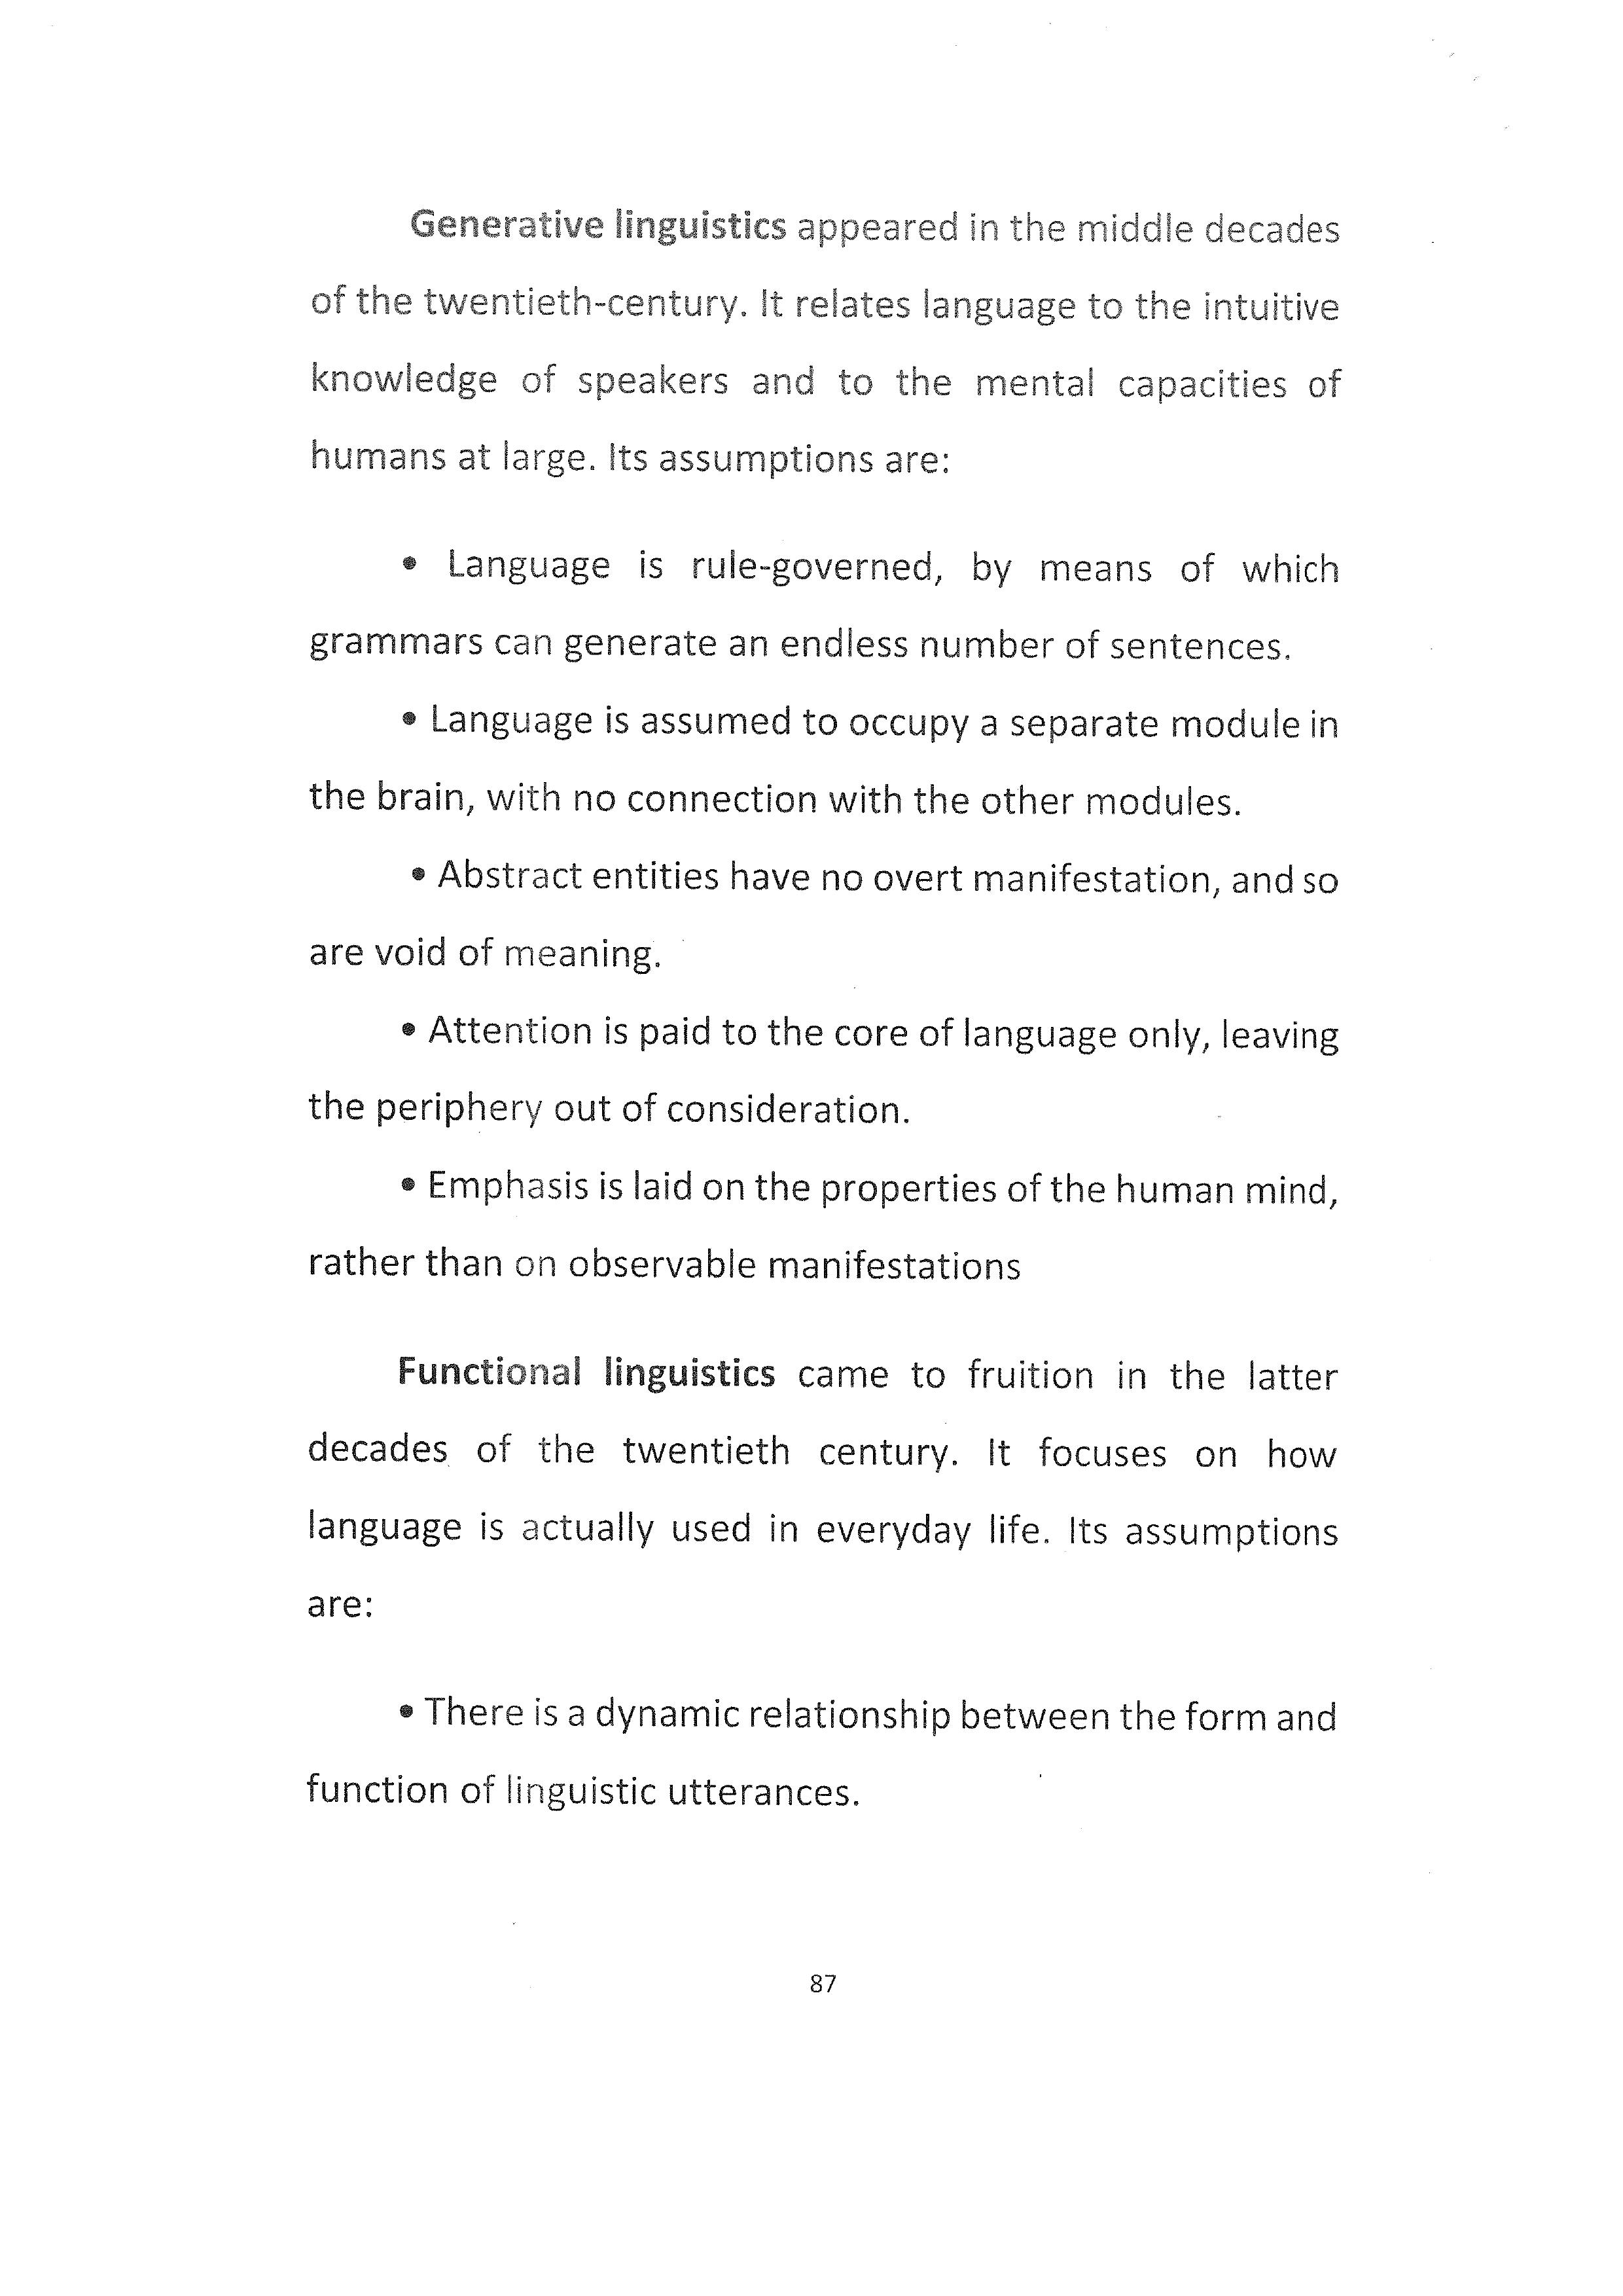 Generative linguistics appeared in the middle decades
of the twentieth-century. It relates language to the intuitive
knowledge of speakers and to the mental capacities of
humans at large. Its assumptions are:
• Language is rule-governed, by means of which
grammars can generate an endless number of sentences.
• Language is assumed to occupy a separate module in
the brain, with no connection with the other modules.
• Abstract entities have no overt manifestation, and so
are void of meaning.
• Attention is paid to the core of language only, leaving
the periphery out of consideration.
• Emphasis is laid on the properties of the human mind,
rather than on observable manifestations
Functional linguistics came to fruition in the latter
decades of the twentieth century. It focuses on how
language is actually used in everyday life. Its assumptions
are:
• There is a dynamic relationship between the form and
function of linguistic utterances.
87